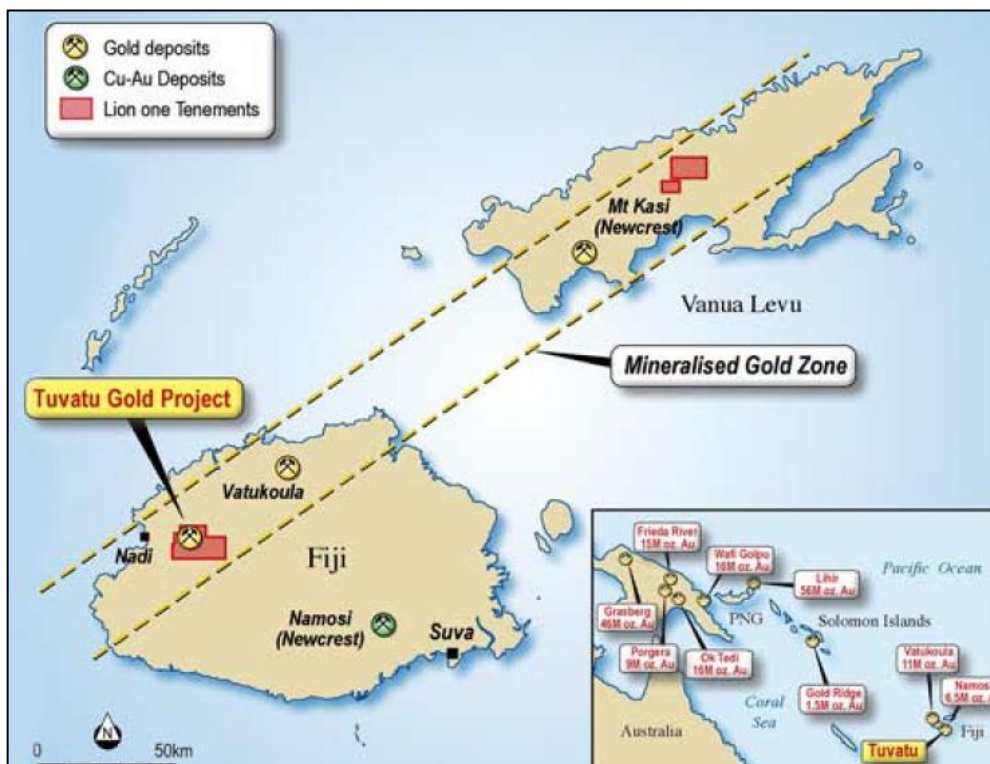 Gold deposits
Cu-Au Deposits
Lion one Tenements
Mt Kasi
(Newcrest)
Vanua Levu
Mineralised Gold Zone
Tuvatu Gold Project
Vatukoula
Nadi
Fiji
Namosi
(Newcrest)
Suva
N
0 50km
Frieda River
15M oz. Au
Wafi Golpu
16M oz. Au
Lihir
56M oz. Au
Pacific Ocean
Grasberg
46M oz. Au
PNG
Solomon Islands
Porgera
9M oz. Au
Ok Tedi
16M oz. Au
Vatukoula
11M oz. Au
Namosi
6.5M oz. A
Gold Ridge
1.5M oz. Au
Coral
Sea
Australia
Fiji
Tuvatu